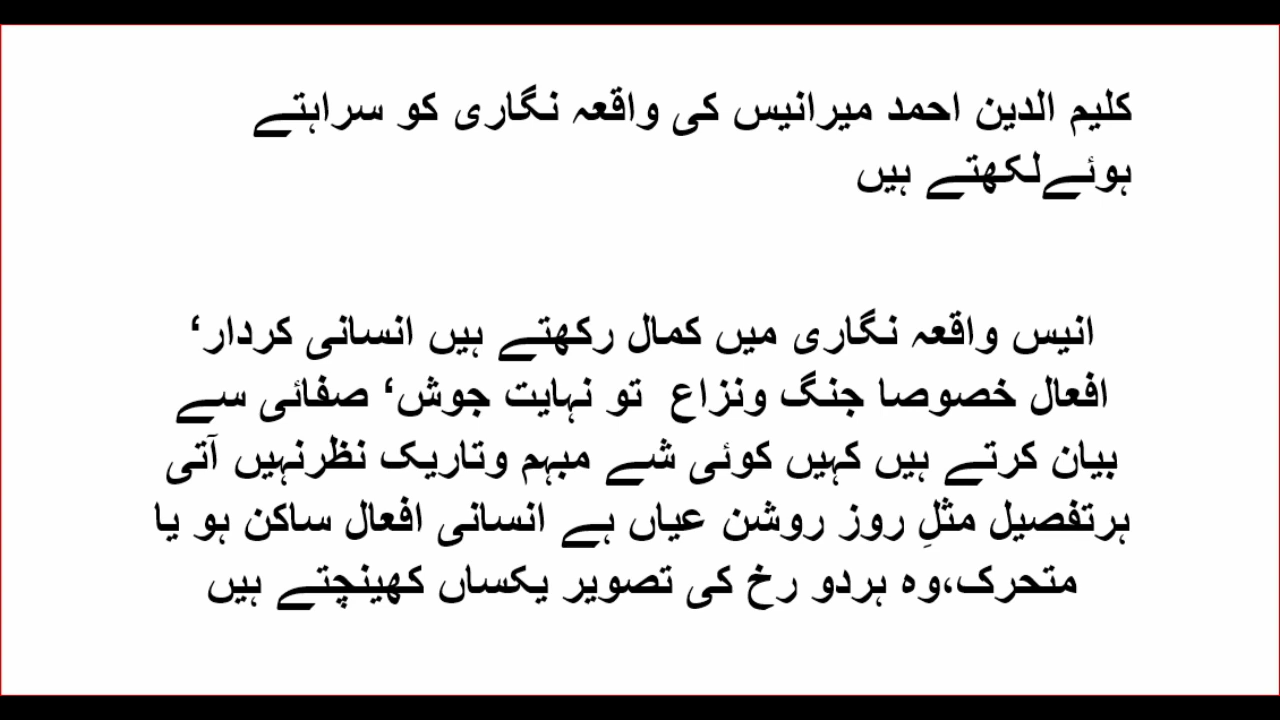 کلیم الدین احمد میرانیس کی واقعہ نگاری کو سراہتے
ہوئےلکھتے ہیں
انیس واقعہ نگاری میں کمال رکھتے ہیں انسانی کردار‘
افعال خصوصا جنگ ونزاع تو نہایت جوش‘ صفائی سے
بیان کرتے ہیں کہیں کوئی شے مبہم وتاریک نظرنہیں آتی
ہرتفصیل مثلِ روز روشن عیاں ہے انسانی افعال ساکن ہو یا
متحرک،وہ ہردو رخ کی تصویر یکساں کھینچتے ہیں